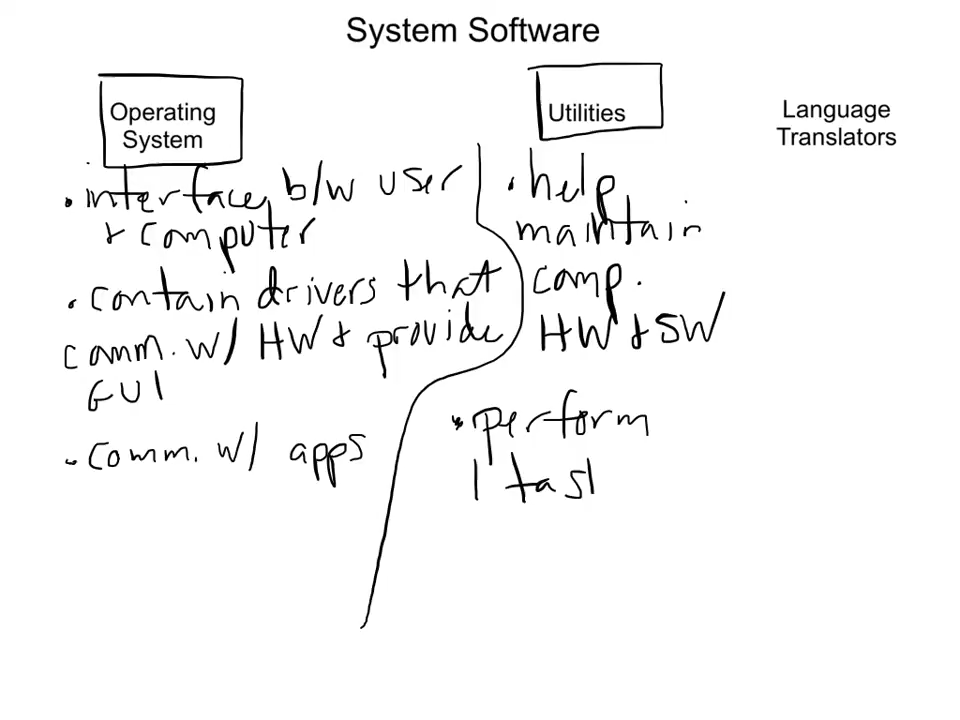 System Software
Operating
System
• interface b/w user
+ computer
• contain drivers that
comm. w/ HW + provide
GUI
• comm. w/ apps
Utilities
• help
maintain
comp.
HW + SW
• perform
1 tas
Language
Translators